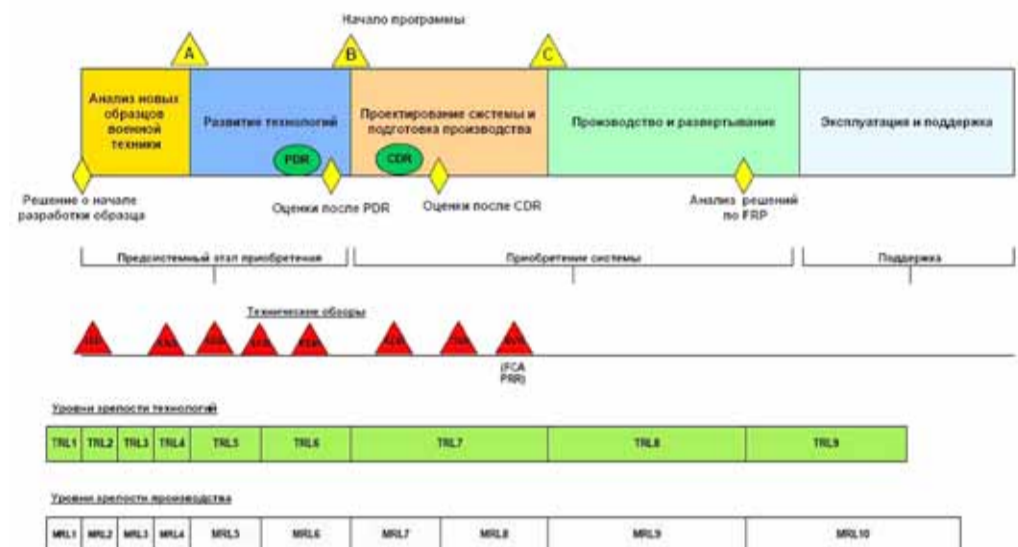 Начало программы
A
B
C
Анализ новых
образцов
военной
техники
Развитие технологий
Проектирование системы и
подготовка производства
Производство и развертывание
Эксплуатация и поддержка
PDR
CDR
Решение о начале
разработки образца
Оценки после PDR
Оценки после CDR
Анализ решений
по FRP
Предсистемный этап приобретения
Приобретение системы
Поддержка
Технические обзоры
(FCA
PRR)
Уровни зрелости технологий
TRL1 TRL2 TRL3 TRL4 TRL5 TRL6 TRL7 TRL8 TRL9
Уровни зрелости производства
MRL1 MRL2 MRL3 MRL4 MRL5 MRL6 MRL7 MRL8 MRL9 MRL10